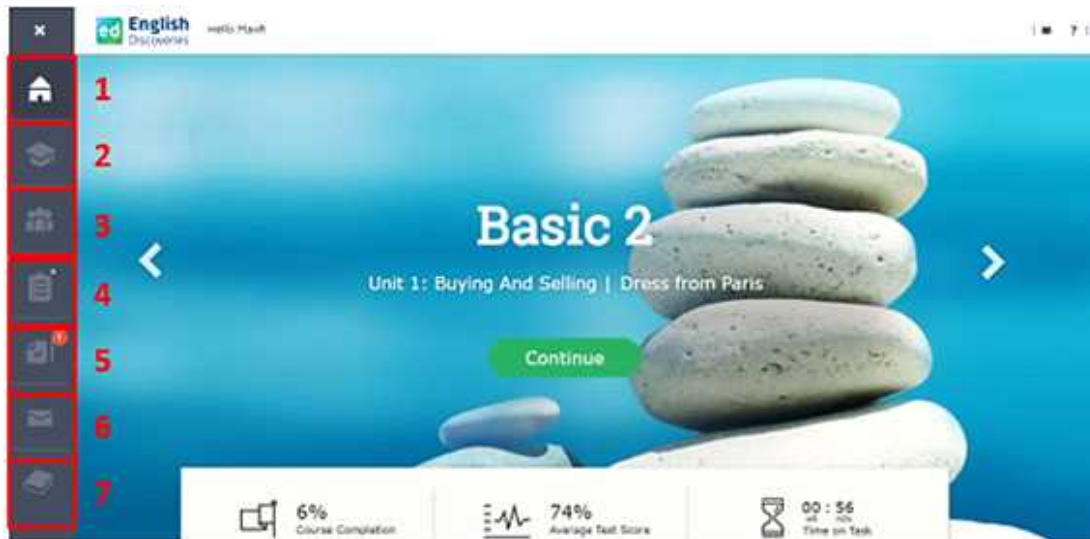 ed English
Discoveries
Hello
1
2
3
4
5
6
7
Basic 2
Unit 1: Buying And Selling | Dress from Paris
Continue
6%
Course Completion
74%
Average Test Score
00 : 56
Time on Task